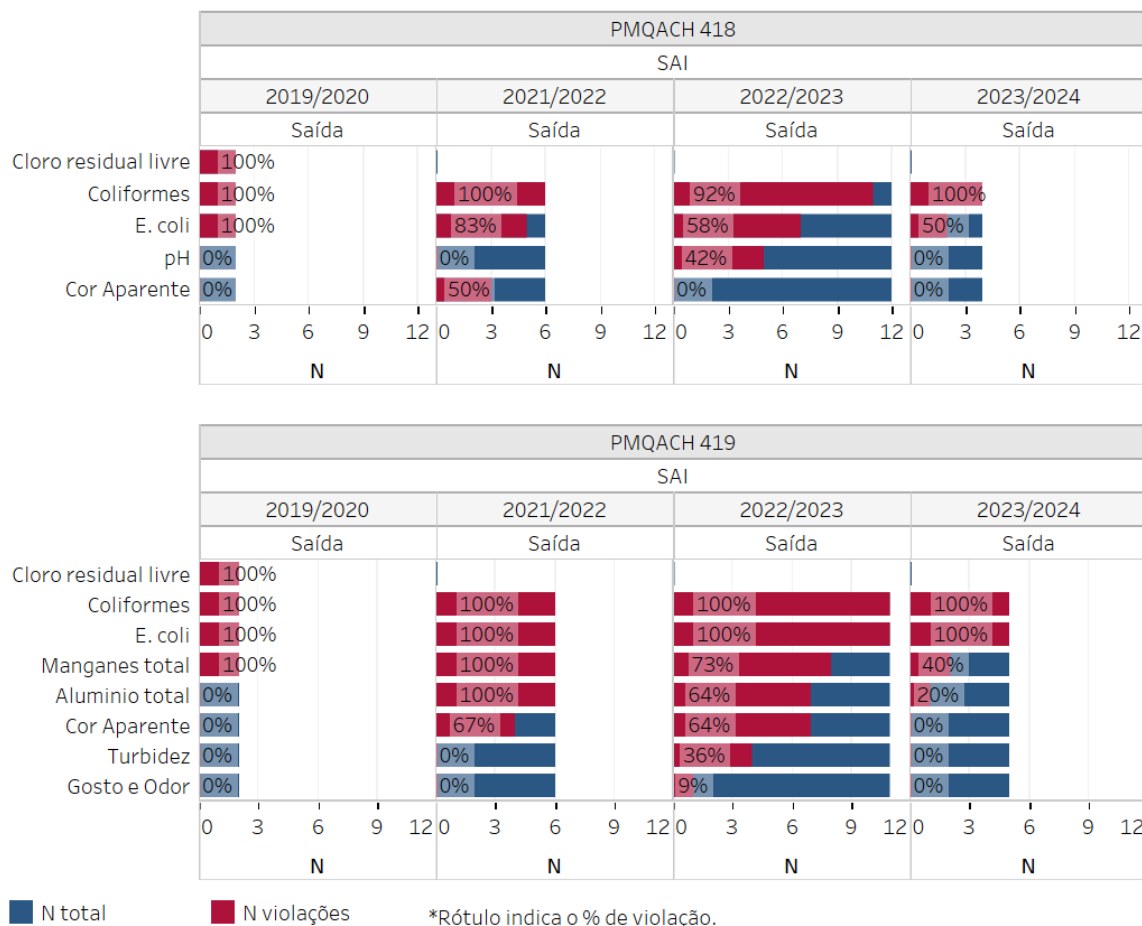 PMQACH 418
SAI
2019/2020 2021/2022 2022/2023 2023/2024
Saída Saída Saída Saída
Cloro residual livre 100%
Coliformes 100% 100% 92% 100%
E. coli 100% 83% 58% 50%
pH 0% 0% 42% 0%
Cor Aparente 0% 50% 0% 0%
0 3 6 9 12 0 3 6 9 12 0 3 6 9 12 0 3 6 9 12
N N N N
PMQACH 419
SAI
2019/2020 2021/2022 2022/2023 2023/2024
Saída Saída Saída Saída
Cloro residual livre 100%
Coliformes 100% 100% 100% 100%
E. coli 100% 100% 100% 100%
Manganes total 100% 100% 73% 40%
Aluminio total 0% 100% 64% 20%
Cor Aparente 0% 67% 64% 0%
Turbidez 0% 0% 36% 0%
Gosto e Odor 0% 0% 9% 0%
0 3 6 9 12 0 3 6 9 12 0 3 6 9 12 0 3 6 9 12
N N N N
N total N violações *Rótulo indica o % de violação.